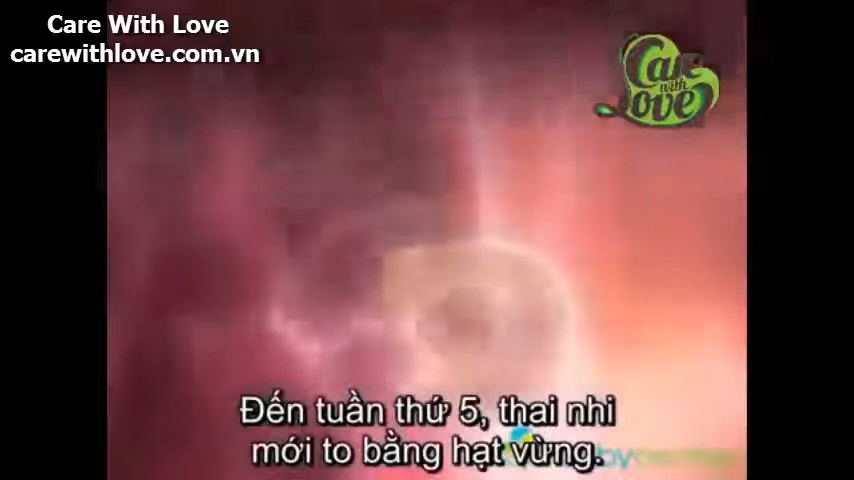 Care With Love
carewithlove.com.vn
Care
with
Love
Đến tuần thứ 5, thai nhi
mới to bằng hạt vừng.